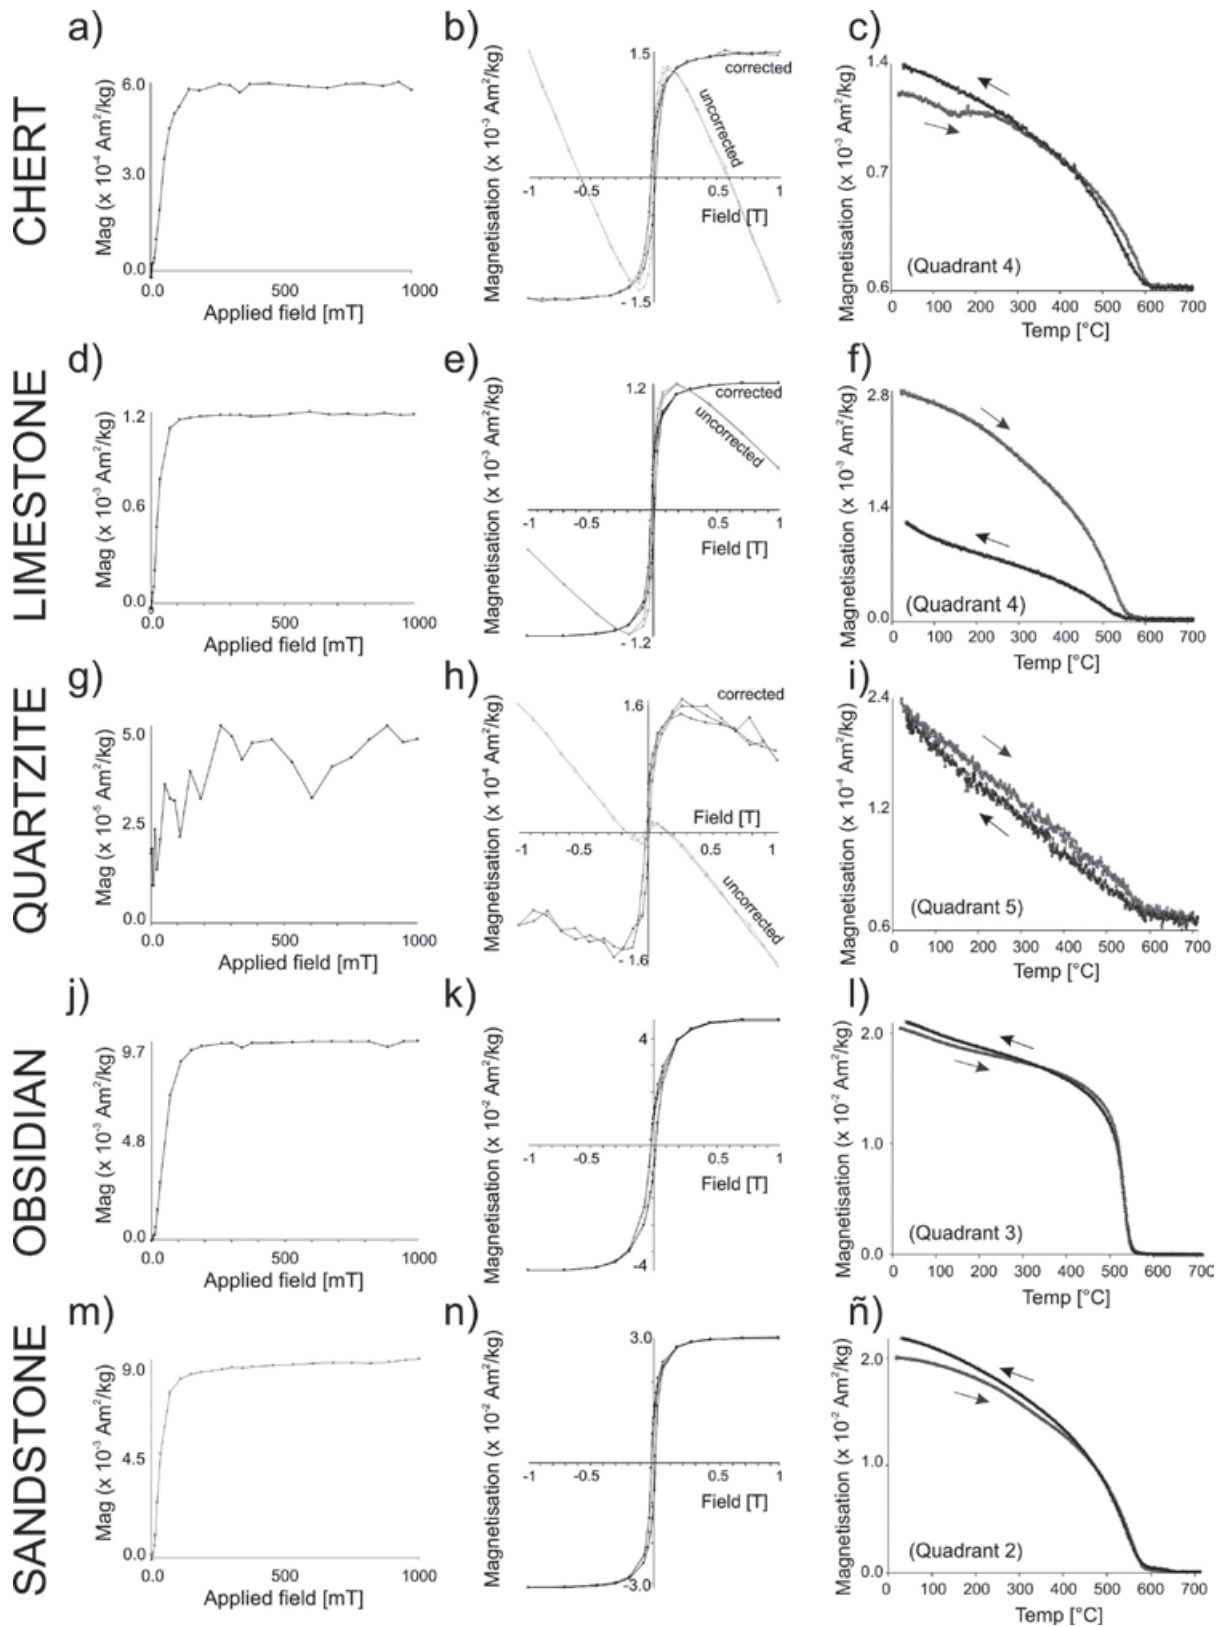 CHERT
a)
Mag (x 10⁻⁴ Am²/kg)
6.0
3.0
0.0
0.0 500 1000
Applied field [mT]
b)
Magnetisation (x 10⁻³ Am²/kg)
1.5
corrected
uncorrected
-1 -0.5 0.5 1
Field [T]
-1.5
c)
Magnetisation (x 10⁻³ Am²/kg)
1.4
0.7
0.6
(Quadrant 4)
0 100 200 300 400 500 600 700
Temp [°C]
LIMESTONE
d)
Mag (x 10⁻³ Am²/kg)
1.2
0.6
0.0
0.0 500 1000
Applied field [mT]
e)
Magnetisation (x 10⁻³ Am²/kg)
1.2
corrected
uncorrected
-1 -0.5 0.5 1
Field [T]
-1.2
f)
Magnetisation (x 10⁻³ Am²/kg)
2.8
1.4
0.0
(Quadrant 4)
0 100 200 300 400 500 600 700
Temp [°C]
QUARTZITE
g)
Mag (x 10⁻⁵ Am²/kg)
5.0
2.5
0.0
0.0 500 1000
Applied field [mT]
h)
Magnetisation (x 10⁻⁴ Am²/kg)
corrected
1.6
Field [T]
-1 -0.5 0.5 1
uncorrected
-1.6
i)
Magnetisation (x 10⁻⁴ Am²/kg)
2.4
1.2
0.6
(Quadrant 5)
0 100 200 300 400 500 600 700
Temp [°C]
OBSIDIAN
j)
Mag (x 10⁻³ Am²/kg)
9.7
4.8
0.0
0.0 500 1000
Applied field [mT]
k)
Magnetisation (x 10⁻² Am²/kg)
4
-1 -0.5 0.5 1
Field [T]
-4
l)
Magnetisation (x 10⁻² Am²/kg)
2.0
1.0
0.0
(Quadrant 3)
0 100 200 300 400 500 600 700
Temp [°C]
SANDSTONE
m)
Mag (x 10⁻³ Am²/kg)
9.0
4.5
0.0
0.0 500 1000
Applied field [mT]
n)
Magnetisation (x 10⁻² Am²/kg)
3.0
-1 -0.5 0.5 1
Field [T]
-3.0
ñ)
Magnetisation (x 10⁻² Am²/kg)
2.0
1.0
0.0
(Quadrant 2)
0 100 200 300 400 500 600 700
Temp [°C]